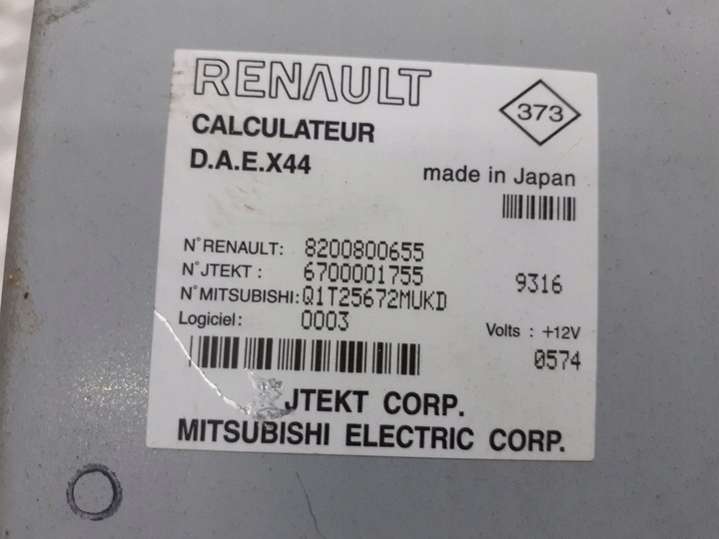 RENAULT
373
CALCULATEUR
D.A.E.X44
made in Japan
N°RENAULT: 8200800655
N°JTEKT : 6700001755
9316
N°MITSUBISHI: Q1T25672MUKD
Logiciel: 0003
Volts : +12V
0574
JTEKT CORP.
MITSUBISHI ELECTRIC CORP.